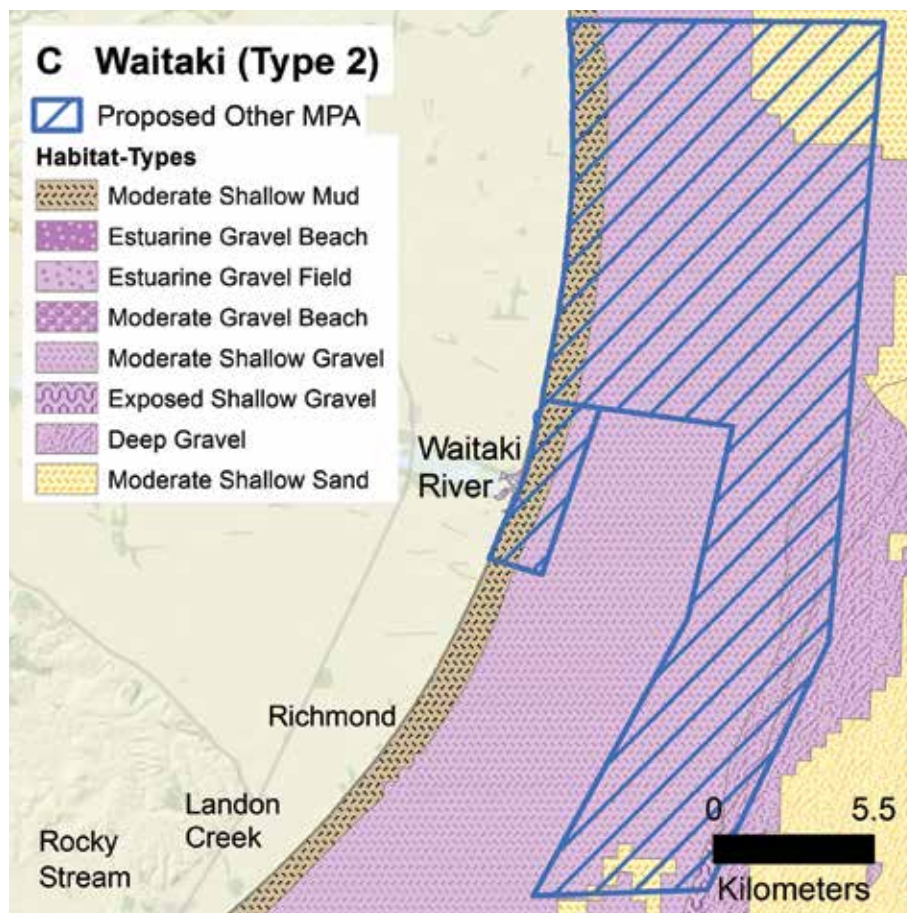 C Waitaki (Type 2)
Proposed Other MPA
Habitat-Types
Moderate Shallow Mud
Estuarine Gravel Beach
Estuarine Gravel Field
Moderate Gravel Beach
Moderate Shallow Gravel
Exposed Shallow Gravel
Deep Gravel
Moderate Shallow Sand
Waitaki
River
Richmond
Landon
Creek
Rocky
Stream
0 5.5
Kilometers